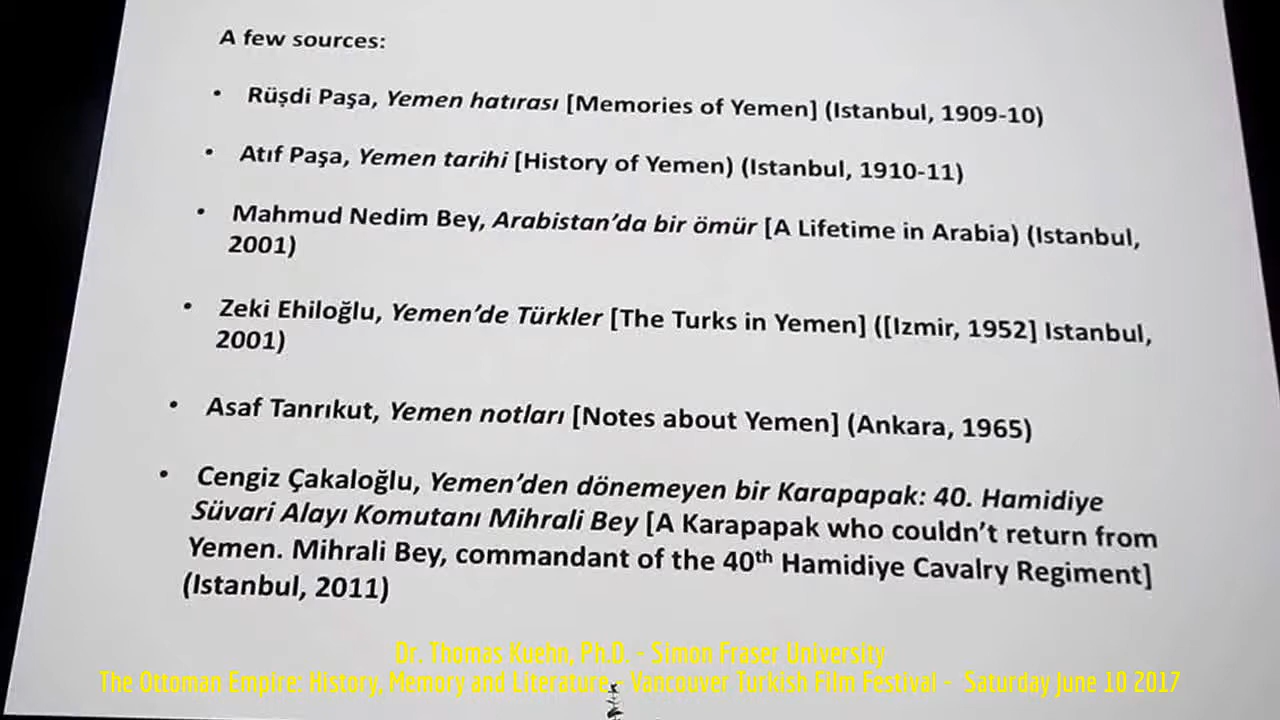 A few sources:
• Rüşdi Paşa, Yemen hatırası [Memories of Yemen] (Istanbul, 1909-10)
• Atıf Paşa, Yemen tarihi [History of Yemen) (Istanbul, 1910-11)
• Mahmud Nedim Bey, Arabistan’da bir ömür [A Lifetime in Arabia) (Istanbul,
2001)
• Zeki Ehiloğlu, Yemen’de Türkler [The Turks in Yemen] ([Izmir, 1952] Istanbul,
2001)
• Asaf Tanrıkut, Yemen notları [Notes about Yemen] (Ankara, 1965)
• Cengiz Çakaloğlu, Yemen’den dönemeyen bir Karapapak: 40. Hamidiye
Süvari Alayı Komutanı Mihrali Bey [A Karapapak who couldn’t return from
Yemen. Mihrali Bey, commandant of the 40th Hamidiye Cavalry Regiment]
(Istanbul, 2011)
Dr. Thomas Kuehn, Ph.D. - Simon Fraser University
The Ottoman Empire: History, Memory and Literature - Vancouver Turkish Film Festival - Saturday June 10 2017